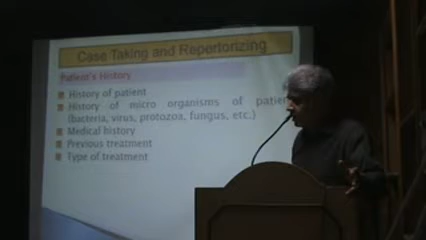 Case Taking and Repertorizing
Patient's History
History of patient
History of micro organisms of patien
(bacteria, virus, protozoa, fungus, etc.)
Medical history
Previous treatment
Type of treatment